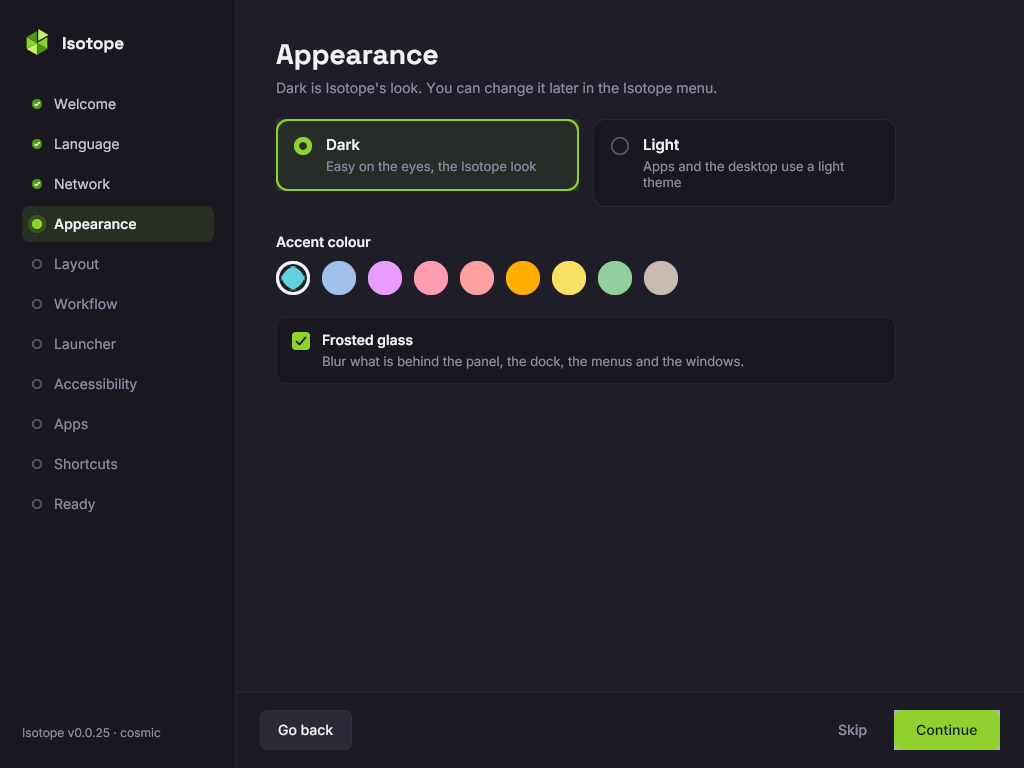 Isotope
Welcome
Language
Network
Appearance
Layout
Workflow
Launcher
Accessibility
Apps
Shortcuts
Ready
Isotope v0.0.25 · cosmic
Appearance
Dark is Isotope's look. You can change it later in the Isotope menu.
Dark
Easy on the eyes, the Isotope look
Light
Apps and the desktop use a light
theme
Accent colour
Frosted glass
Blur what is behind the panel, the dock, the menus and the windows.
Go back
Skip
Continue